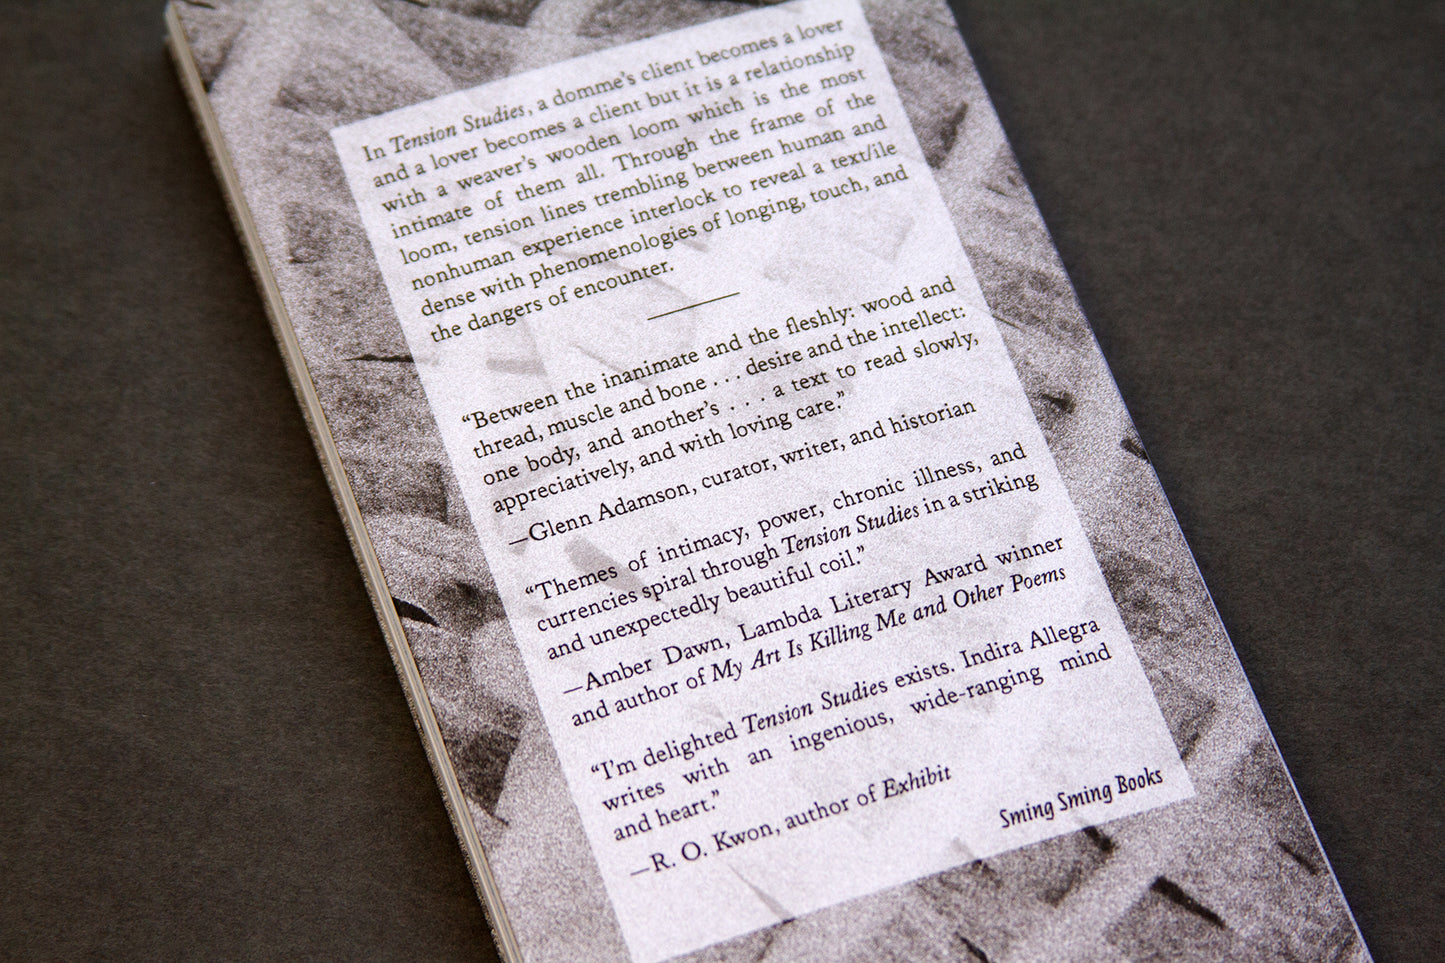 In Tension Studies, a domme's client becomes a lover
and a lover becomes a client but it is a relationship
with a weaver's wooden loom which is the most
intimate of them all. Through the frame of the
loom, tension lines trembling between human and
nonhuman experience interlock to reveal a text/ile
dense with phenomenologies of longing, touch, and
the dangers of encounter.
“Between the inanimate and the fleshly: wood and
thread, muscle and bone . . . desire and the intellect:
one body, and another's . . . a text to read slowly,
appreciatively, and with loving care.”
—Glenn Adamson, curator, writer, and historian
“Themes of intimacy, power, chronic illness, and
currencies spiral through Tension Studies in a striking
and unexpectedly beautiful coil.”
—Amber Dawn, Lambda Literary Award winner
and author of My Art Is Killing Me and Other Poems
“I'm delighted Tension Studies exists. Indira Allegra
writes with an ingenious, wide-ranging mind
and heart.”
—R. O. Kwon, author of Exhibit
Sming Sming Books